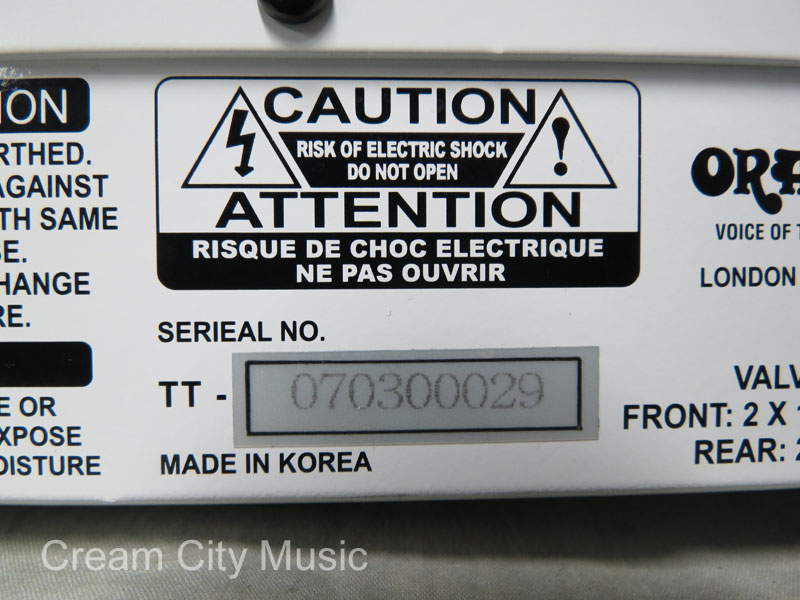 ION
RTHED.
AGAINST
TH SAME
SE.
HANGE
RE.
E OR
XPOSE
OISTURE
CAUTION
RISK OF ELECTRIC SHOCK
DO NOT OPEN
ATTENTION
RISQUE DE CHOC ELECTRIQUE
NE PAS OUVRIR
SERIEAL NO.
TT - 070300029
MADE IN KOREA
ORA
VOICE OF T
LONDON
VALV
FRONT: 2 X 1
REAR: 2
Cream City Music